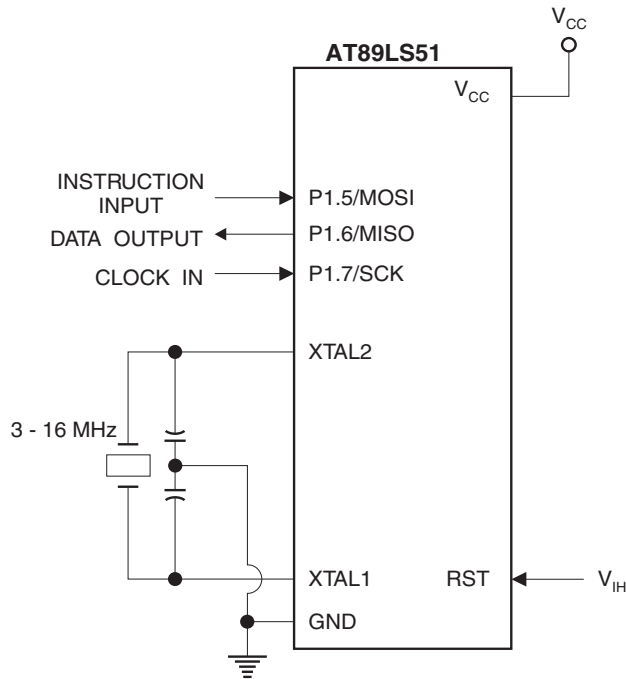 V_CC
AT89LS51
V_CC
INSTRUCTION
INPUT
P1.5/MOSI
DATA OUTPUT
P1.6/MISO
CLOCK IN
P1.7/SCK
XTAL2
3 - 16 MHz
XTAL1
RST
V_IH
GND